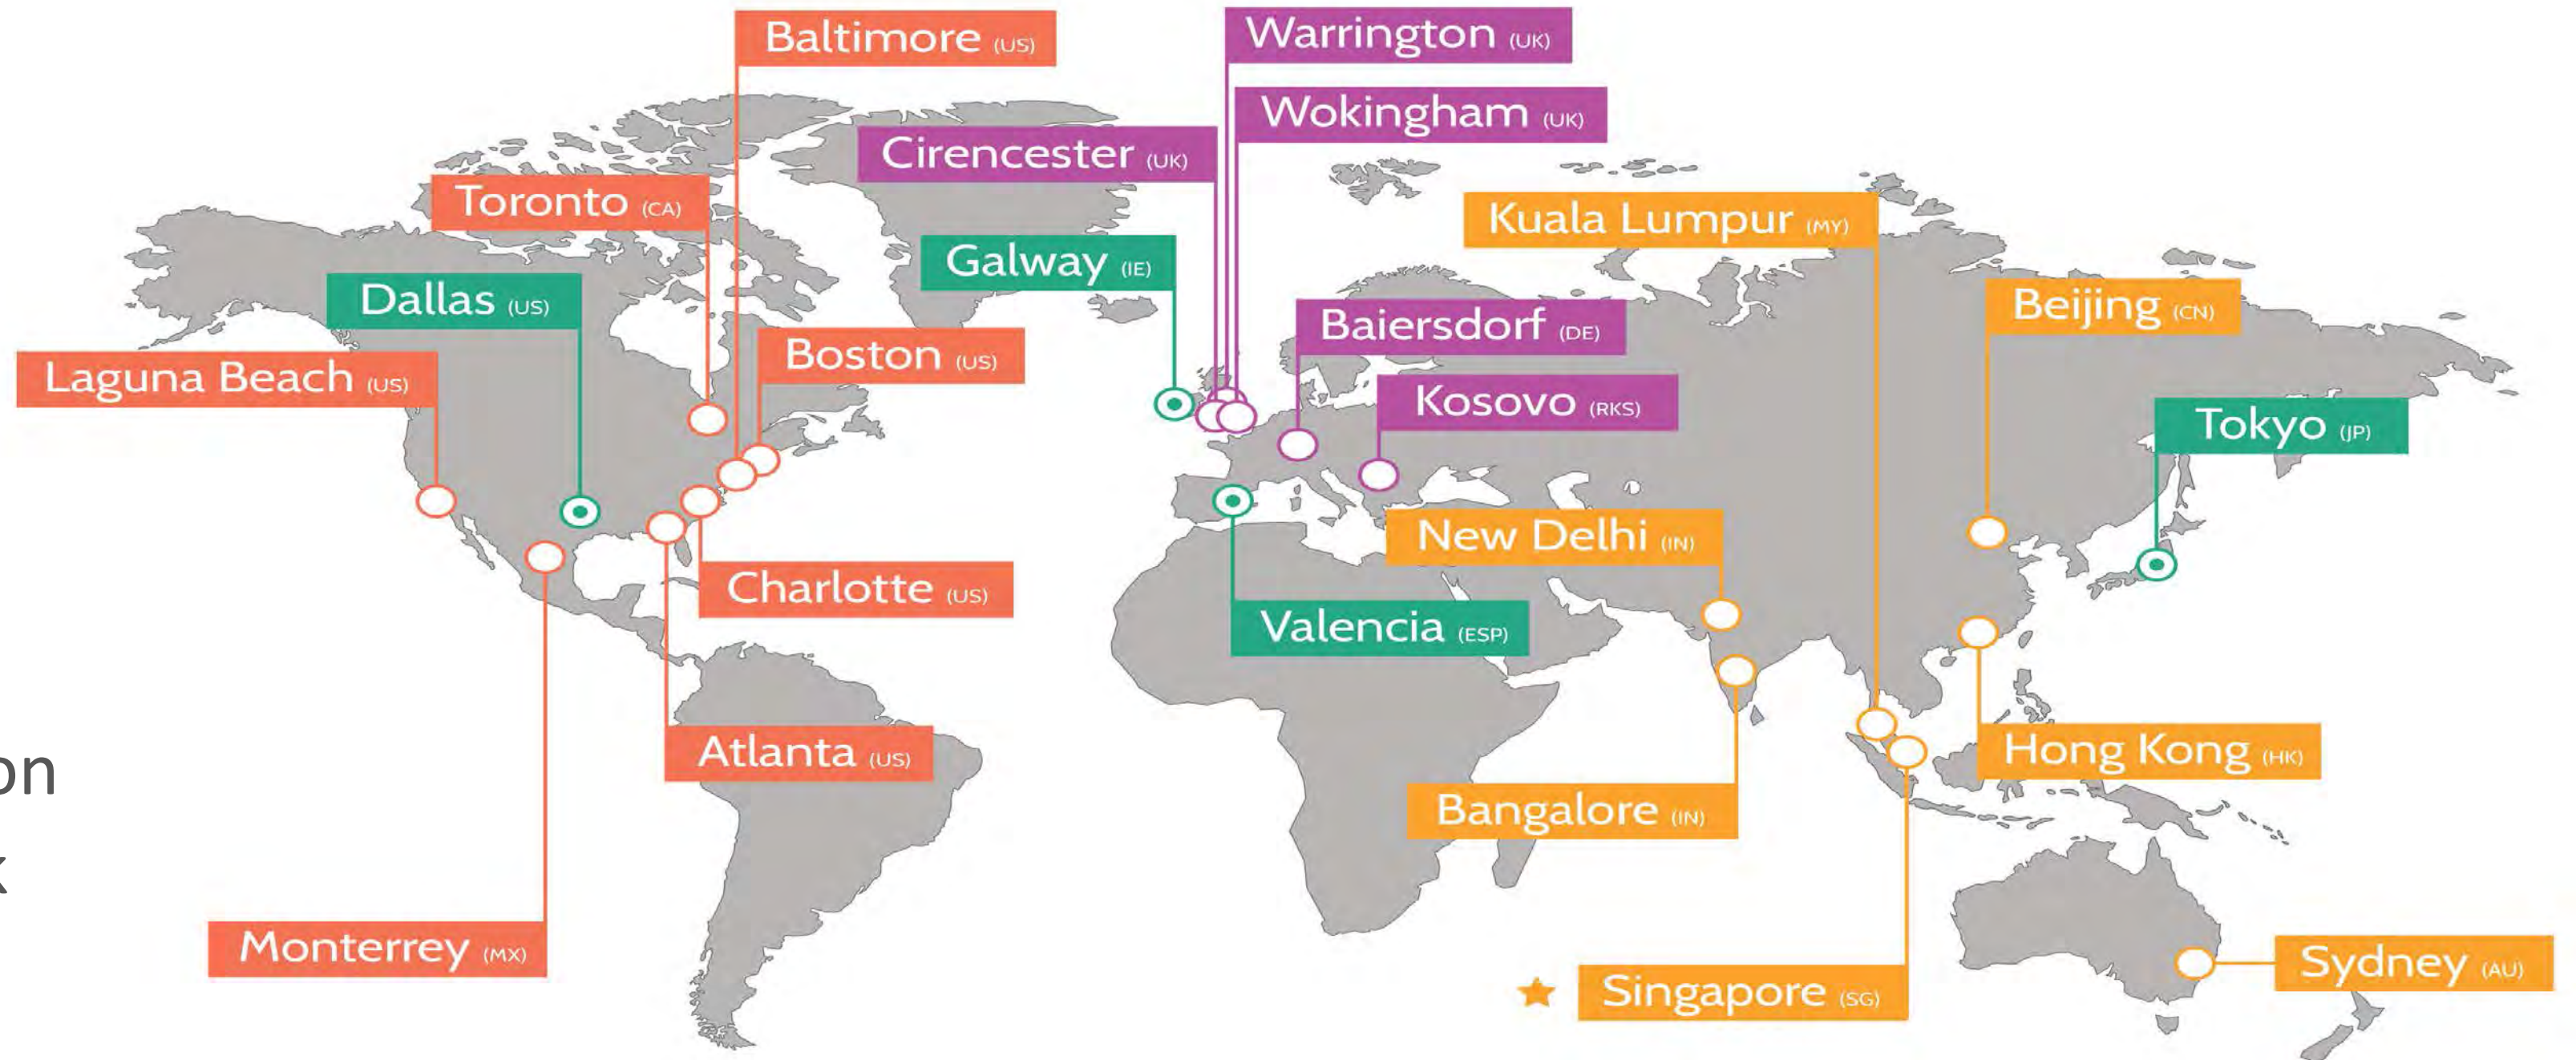 Baltimore (US)
Warrington (UK)
Wokingham (UK)
Cirencester (UK)
Toronto (CA)
Kuala Lumpur (MY)
Galway (IE)
Dallas (US)
Beijing (CN)
Baiersdorf (DE)
Boston (US)
Laguna Beach (US)
Kosovo (RKS)
Tokyo (JP)
New Delhi (IN)
Charlotte (US)
Valencia (ESP)
Atlanta (US)
Hong Kong (HK)
Bangalore (IN)
Monterrey (MX)
Sydney (AU)
Singapore (SG)
on